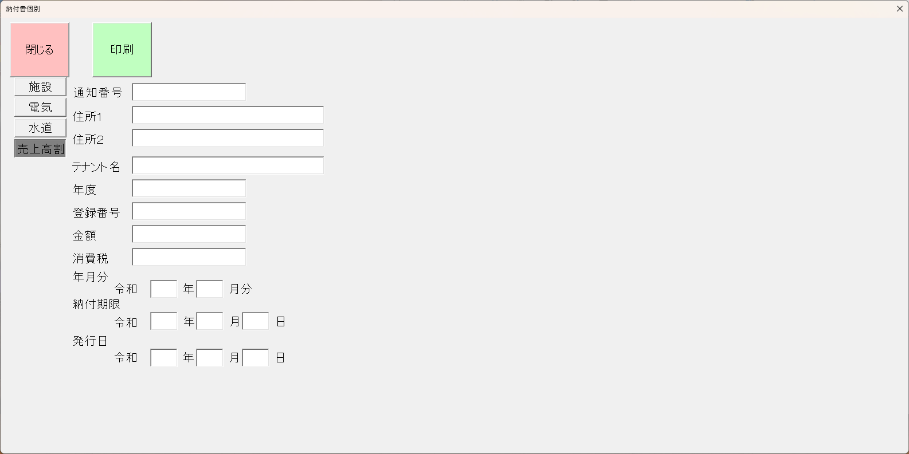 納付書個別
閉じる
印刷
施設
電気
水道
売上高割
通知番号
住所1
住所2
テナント名
年度
登録番号
金額
消費税
年月分
令和 年 月分
納付期限
令和 年 月 日
発行日
令和 年 月 日